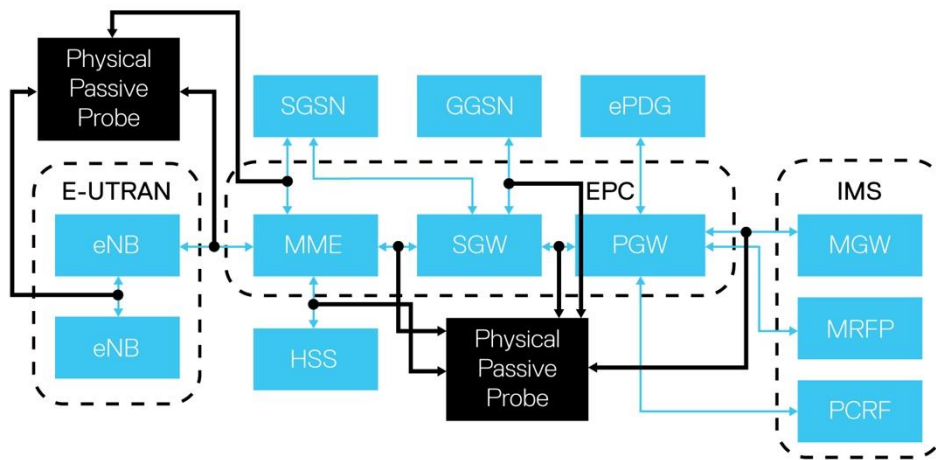 Physical
Passive
Probe
SGSN
GGSN
ePDG
E-UTRAN
EPC
IMS
eNB
MME
SGW
PGW
MGW
eNB
HSS
Physical
Passive
Probe
MRFP
PCRF